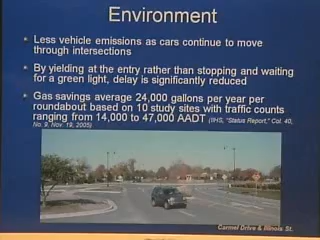 Environment
Less vehicle emissions as cars continue to move
through intersections
By yielding at the entry rather than stopping and waiting
for a green light, delay is significantly reduced
Gas savings average 24,000 gallons per year per
roundabout based on 10 study sites with traffic counts
ranging from 14,000 to 47,000 AADT (IIHS, "Status Report," Col. 40,
No. 9, Nov. 19, 2005)
Carmel Drive & Illinois St.